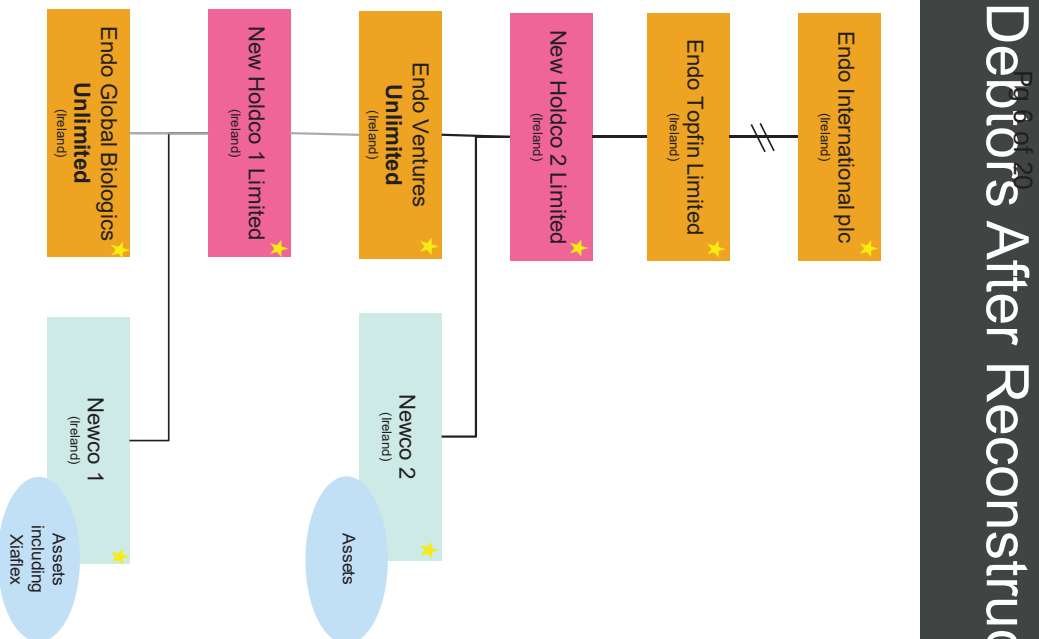 Debtors After Reconstruc
Pg 6 of 20
Endo International plc
(Ireland)
Endo Topfin Limited
(Ireland)
New Holdco 2 Limited
(Ireland)
Endo Ventures
Unlimited
(Ireland)
Newco 2
(Ireland)
Assets
New Holdco 1 Limited
(Ireland)
Endo Global Biologics
Unlimited
(Ireland)
Newco 1
(Ireland)
Assets
including
Xiaflex